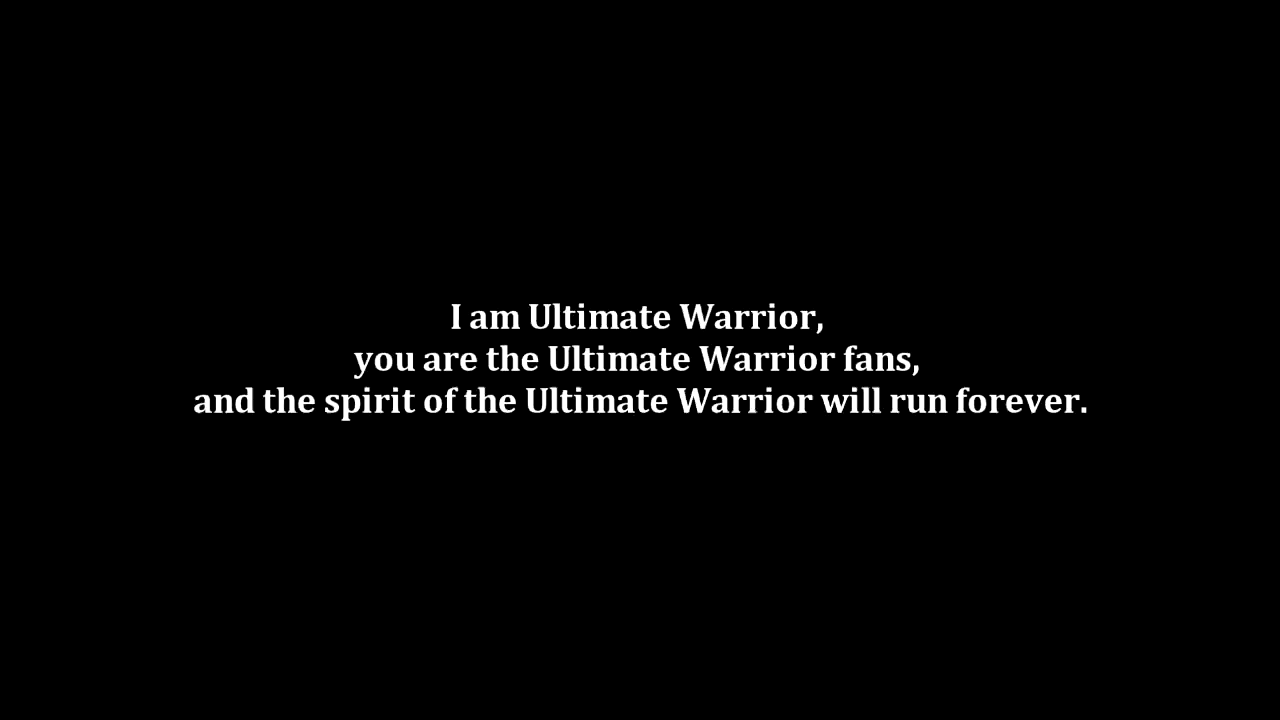 I am Ultimate Warrior,
you are the Ultimate Warrior fans,
and the spirit of the Ultimate Warrior will run forever.